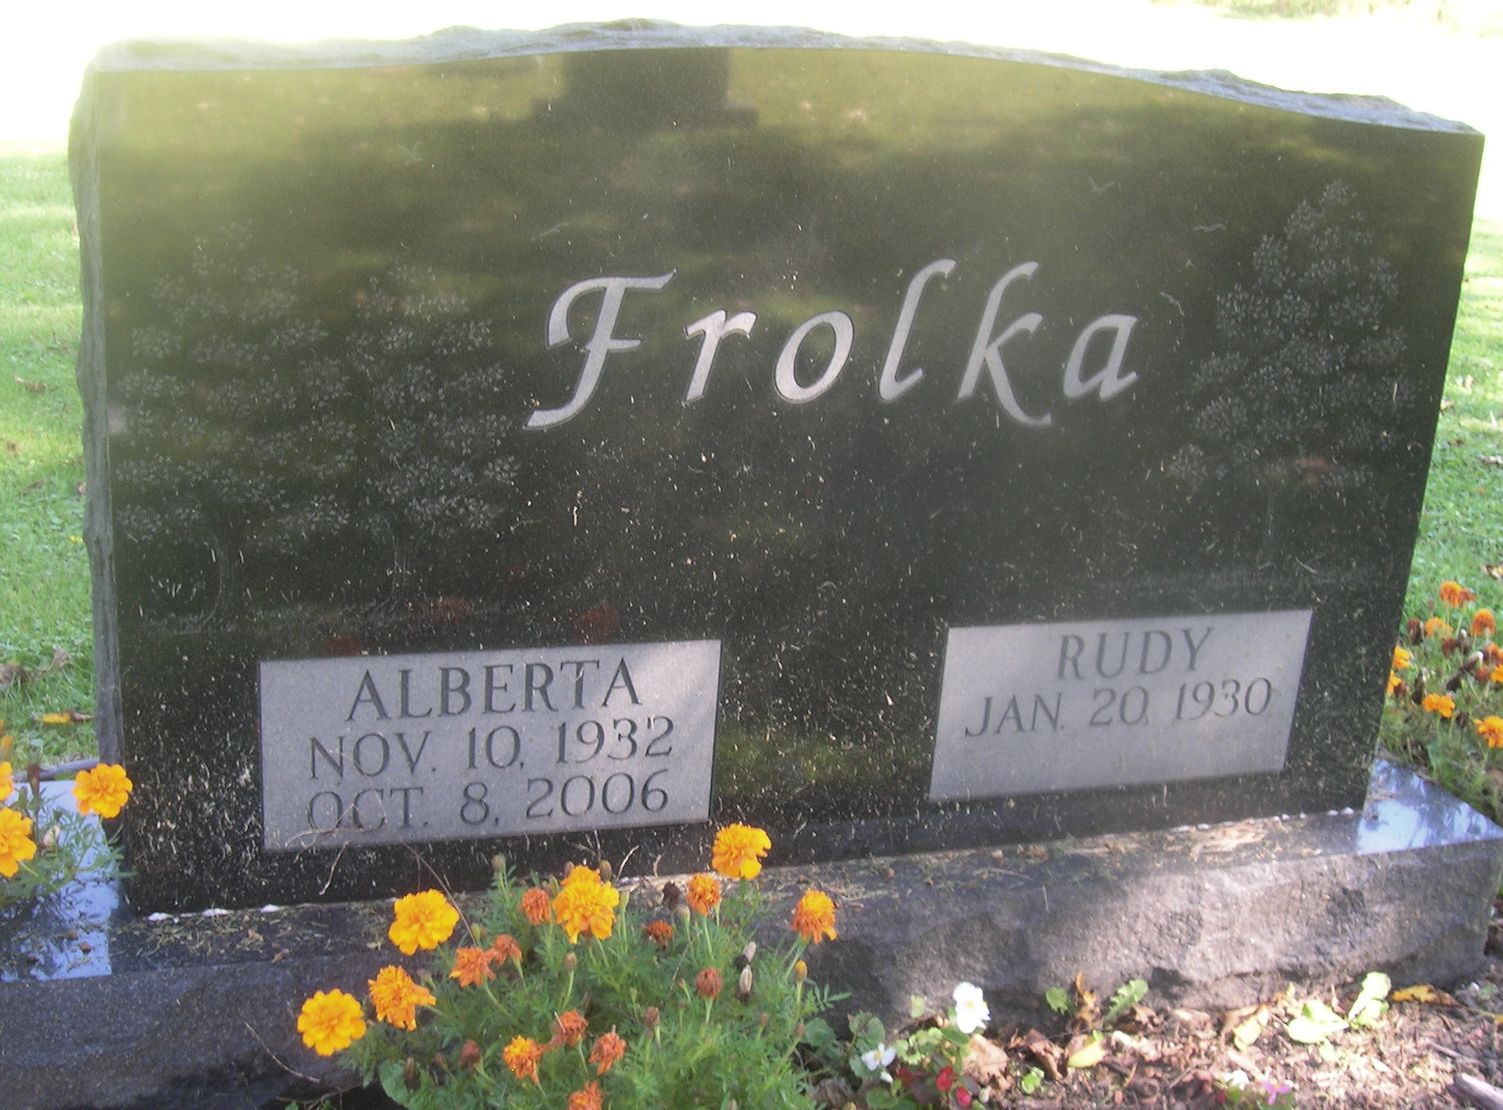 Frolka
ALBERTA
NOV. 10, 1932
OCT. 8, 2006
RUDY
JAN. 20, 1930